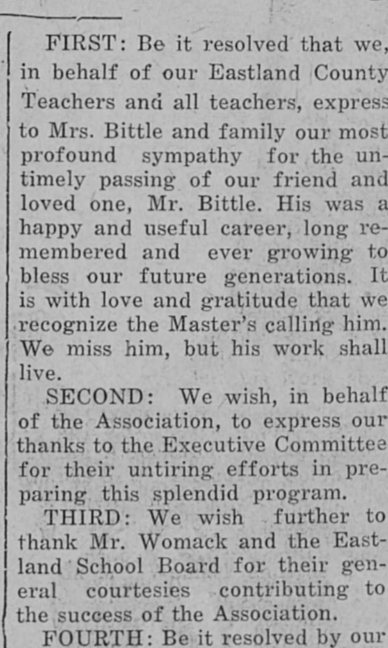 FIRST: Be it resolved that we,
in behalf of our Eastland County
Teachers and all teachers, express
to Mrs. Bittle and family our most
profound sympathy for the un-
timely passing of our friend and
loved one, Mr. Bittle. His was a
happy and useful career, long re-
membered and ever growing to
bless our future generations. It
is with love and gratitude that we
recognize the Master's calling him.
We miss him, but his work shall
live.
SECOND: We wish, in behalf
of the Association, to express our
thanks to the Executive Committee
for their untiring efforts in pre-
paring this splendid program.
THIRD: We wish further to
thank Mr. Womack and the East-
land School Board for their gen-
eral courtesies contributing to
the success of the Association.
FOURTH: Be it resolved by our